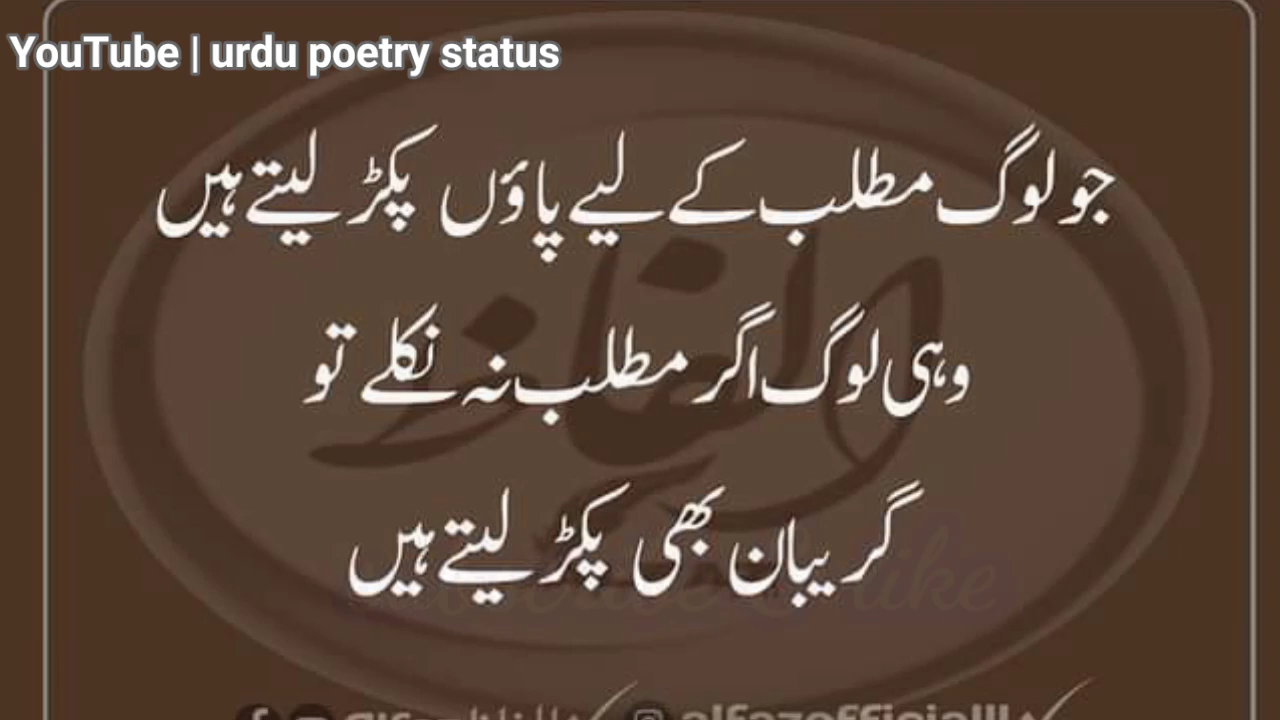 YouTube | urdu poetry status
جو لوگ مطلب کے لیے پاؤں پکڑ لیتے ہیں
وہی لوگ اگر مطلب نہ نکلے تو
گریبان بھی پکڑ لیتے ہیں
الفاظ